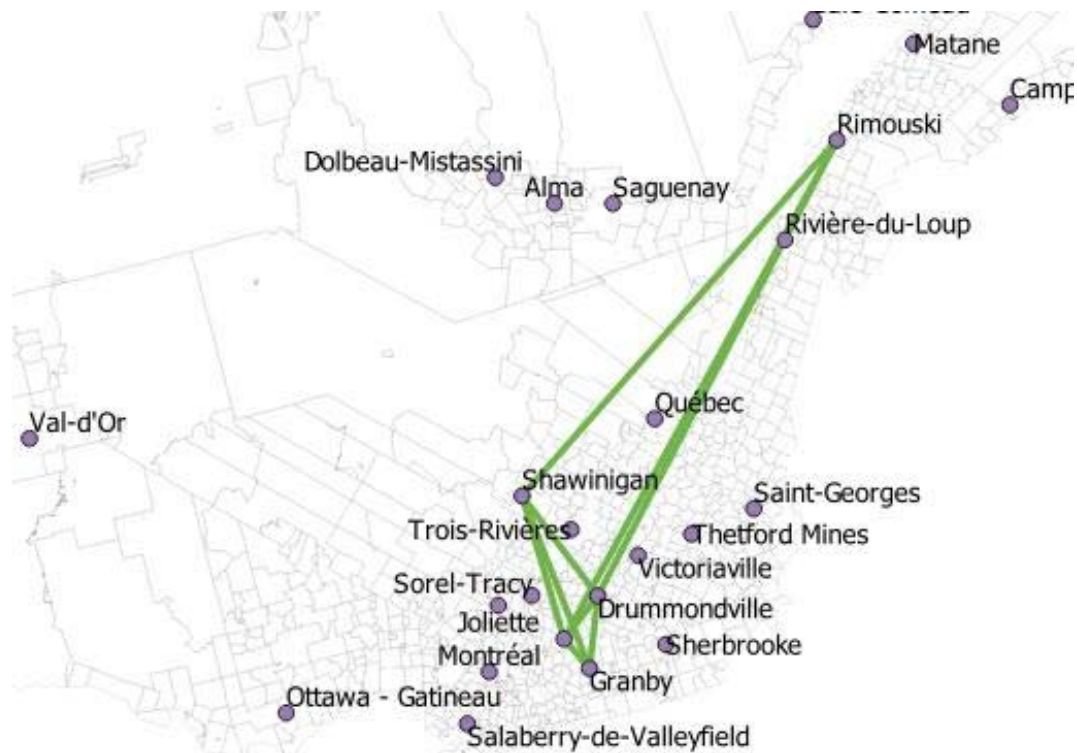 Matane
Camp
Rimouski
Dolbeau-Mistassini
Alma
Saguenay
Rivière-du-Loup
Québec
Val-d'Or
Shawinigan
Saint-Georges
Trois-Rivières
Thetford Mines
Victoriaville
Sorel-Tracy
Drummondville
Joliette
Sherbrooke
Montréal
Granby
Ottawa - Gatineau
Salaberry-de-Valleyfield